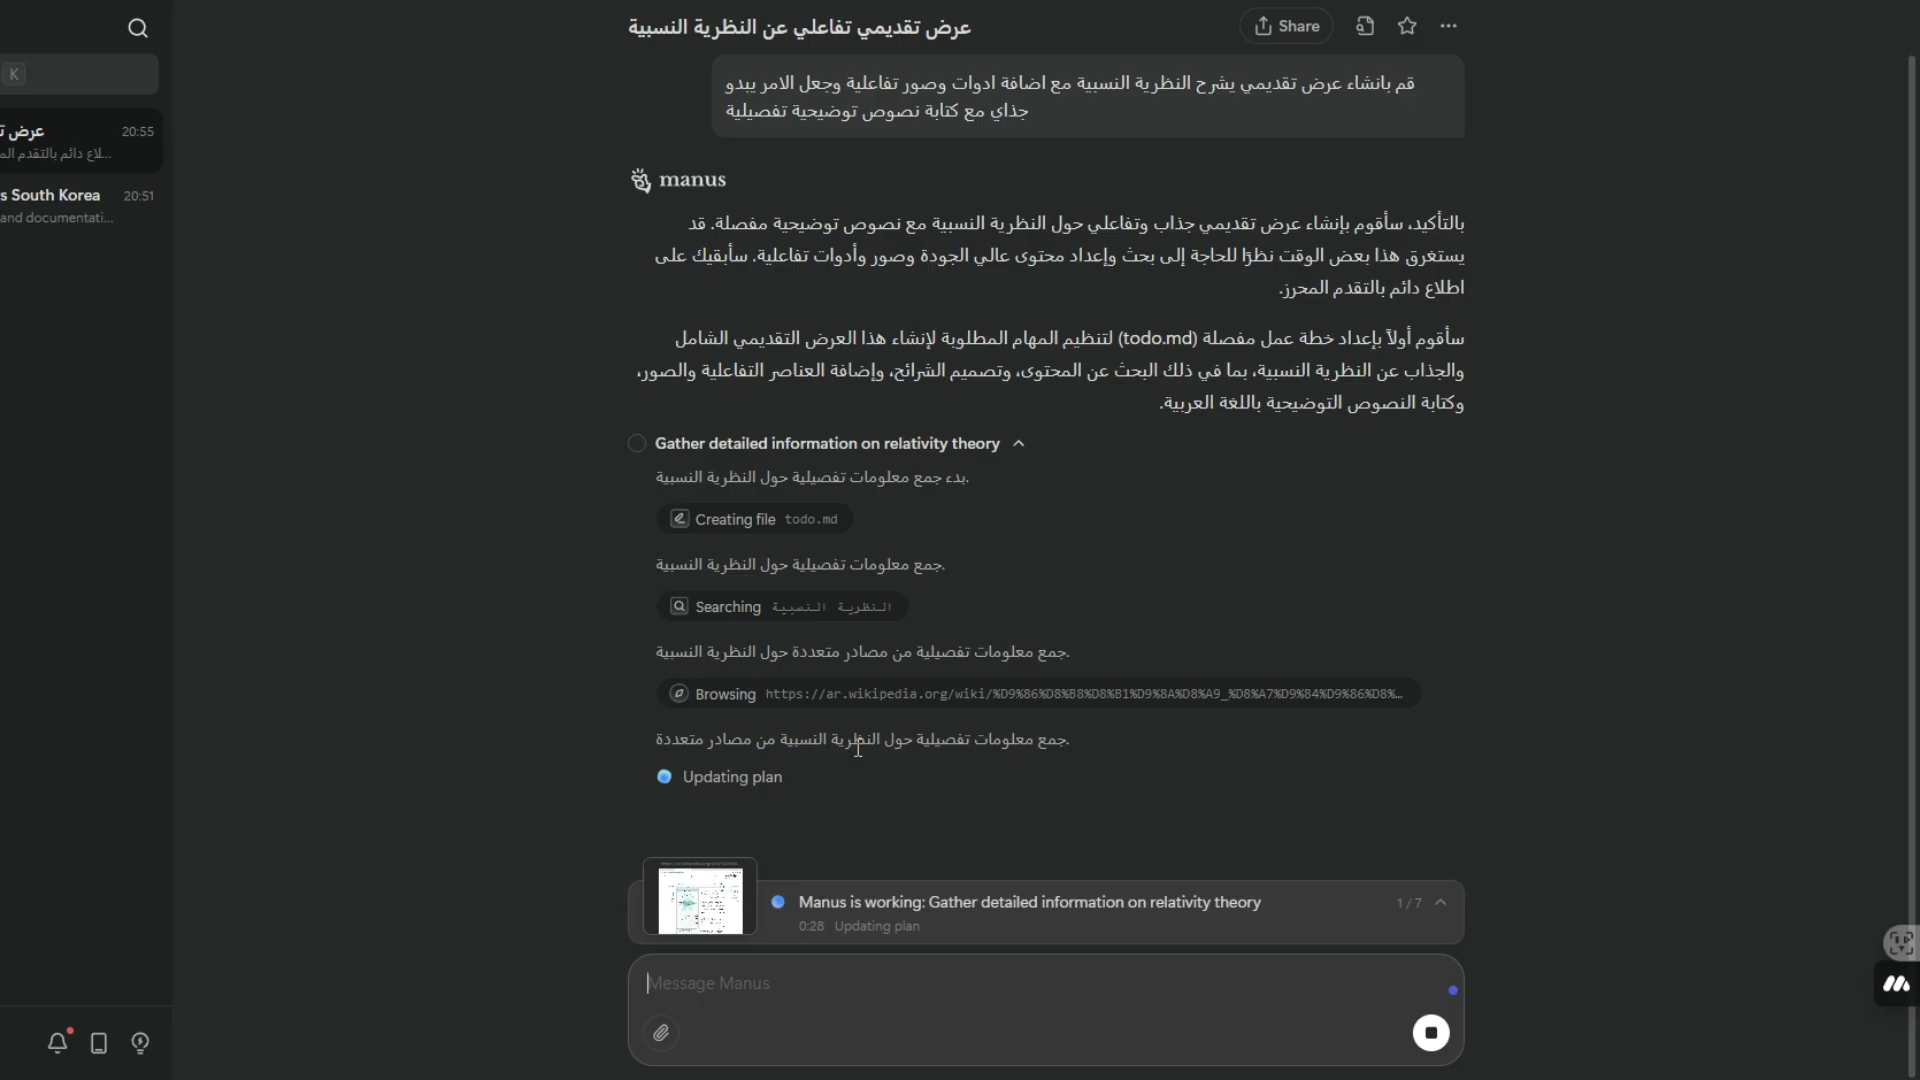 عرض تقديمي تفاعلي عن النظرية النسبية
Share
K
عرض ت
20:55
...لاع دائم بالتقدم الم
s South Korea
20:51
and documentati...
قم بانشاء عرض تقديمي يشرح النظرية النسبية مع اضافة ادوات وصور تفاعلية وجعل الامر يبدو
جذاي مع كتابة نصوص توضيحية تفصيلية
manus
بالتأكيد، سأقوم بإنشاء عرض تقديمي جذاب وتفاعلي حول النظرية النسبية مع نصوص توضيحية مفصلة. قد
يستغرق هذا بعض الوقت نظرًا للحاجة إلى بحث وإعداد محتوى عالي الجودة وصور وأدوات تفاعلية. سأبقيك على
اطلاع دائم بالتقدم المحرز.
سأقوم أولاً بإعداد خطة عمل مفصلة (todo.md) لتنظيم المهام المطلوبة لإنشاء هذا العرض التقديمي الشامل
والجذاب عن النظرية النسبية، بما في ذلك البحث عن المحتوى، وتصميم الشرائح، وإضافة العناصر التفاعلية والصور،
وكتابة النصوص التوضيحية باللغة العربية.
Gather detailed information on relativity theory
بدء جمع معلومات تفصيلية حول النظرية النسبية.
Creating file todo.md
جمع معلومات تفصيلية حول النظرية النسبية.
Searching النظرية النسبية
جمع معلومات تفصيلية من مصادر متعددة حول النظرية النسبية.
Browsing https://ar.wikipedia.org/wiki/%D9%86%D8%B8%D8%B1%D9%8A%D8%A9_%D8%A7%D9%84%D9%86%D8%…
جمع معلومات تفصيلية حول النظرية النسبية من مصادر متعددة.
Updating plan
Manus is working: Gather detailed information on relativity theory
1 / 7
0:28 Updating plan
Message Manus